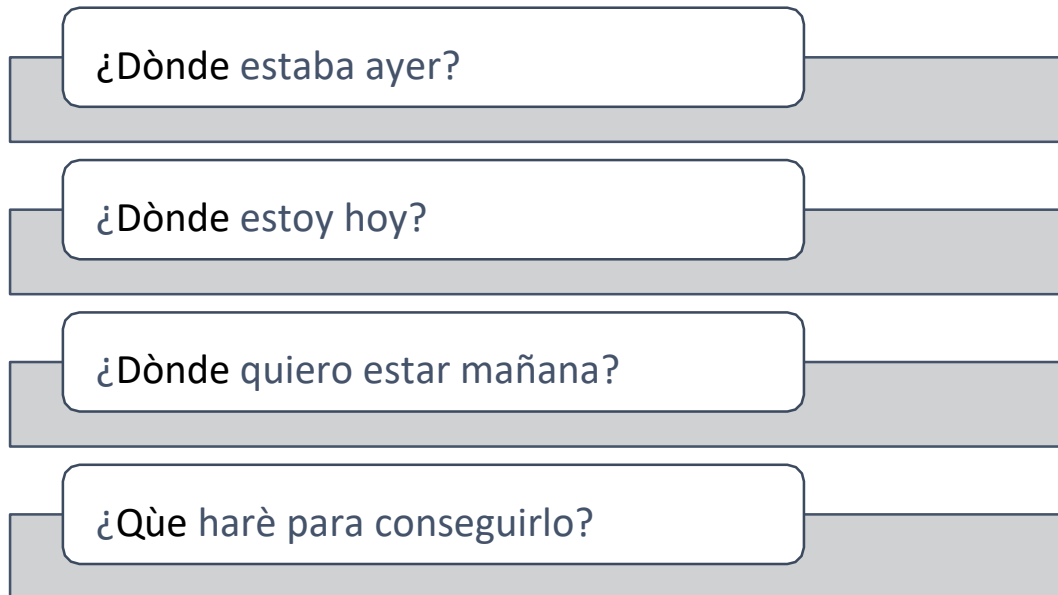 ¿Dònde estaba ayer?
¿Dònde estoy hoy?
¿Dònde quiero estar mañana?
¿Qùe harè para conseguirlo?